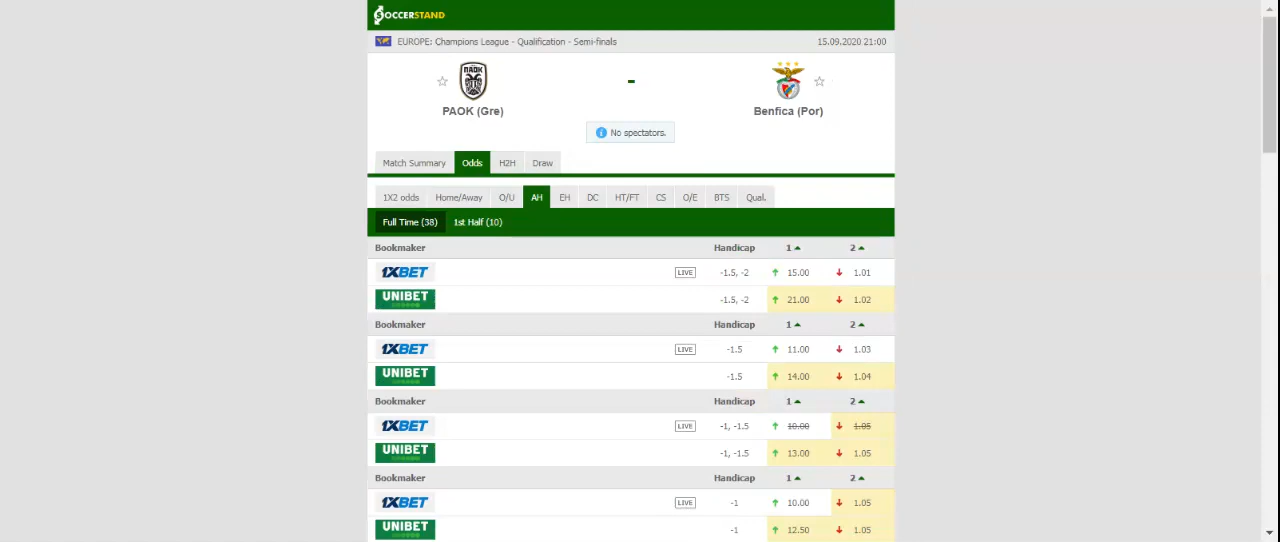 SOCCERSTAND
EUROPE: Champions League - Qualification - Semi-finals 15.09.2020 21:00
ΠΑΟΚ
-
PAOK (Gre) Benfica (Por)
No spectators.
Match Summary Odds H2H Draw
1X2 odds Home/Away O/U AH EH DC HT/FT CS O/E BTS Qual.
Full Time (38) 1st Half (10)
Bookmaker Handicap 1 2
1XBET LIVE -1.5, -2 15.00 1.01
UNIBET -1.5, -2 21.00 1.02
Bookmaker Handicap 1 2
1XBET LIVE -1.5 11.00 1.03
UNIBET -1.5 14.00 1.04
Bookmaker Handicap 1 2
1XBET LIVE -1, -1.5 10.00 1.05
UNIBET -1, -1.5 13.00 1.05
Bookmaker Handicap 1 2
1XBET LIVE -1 10.00 1.05
UNIBET -1 12.50 1.05